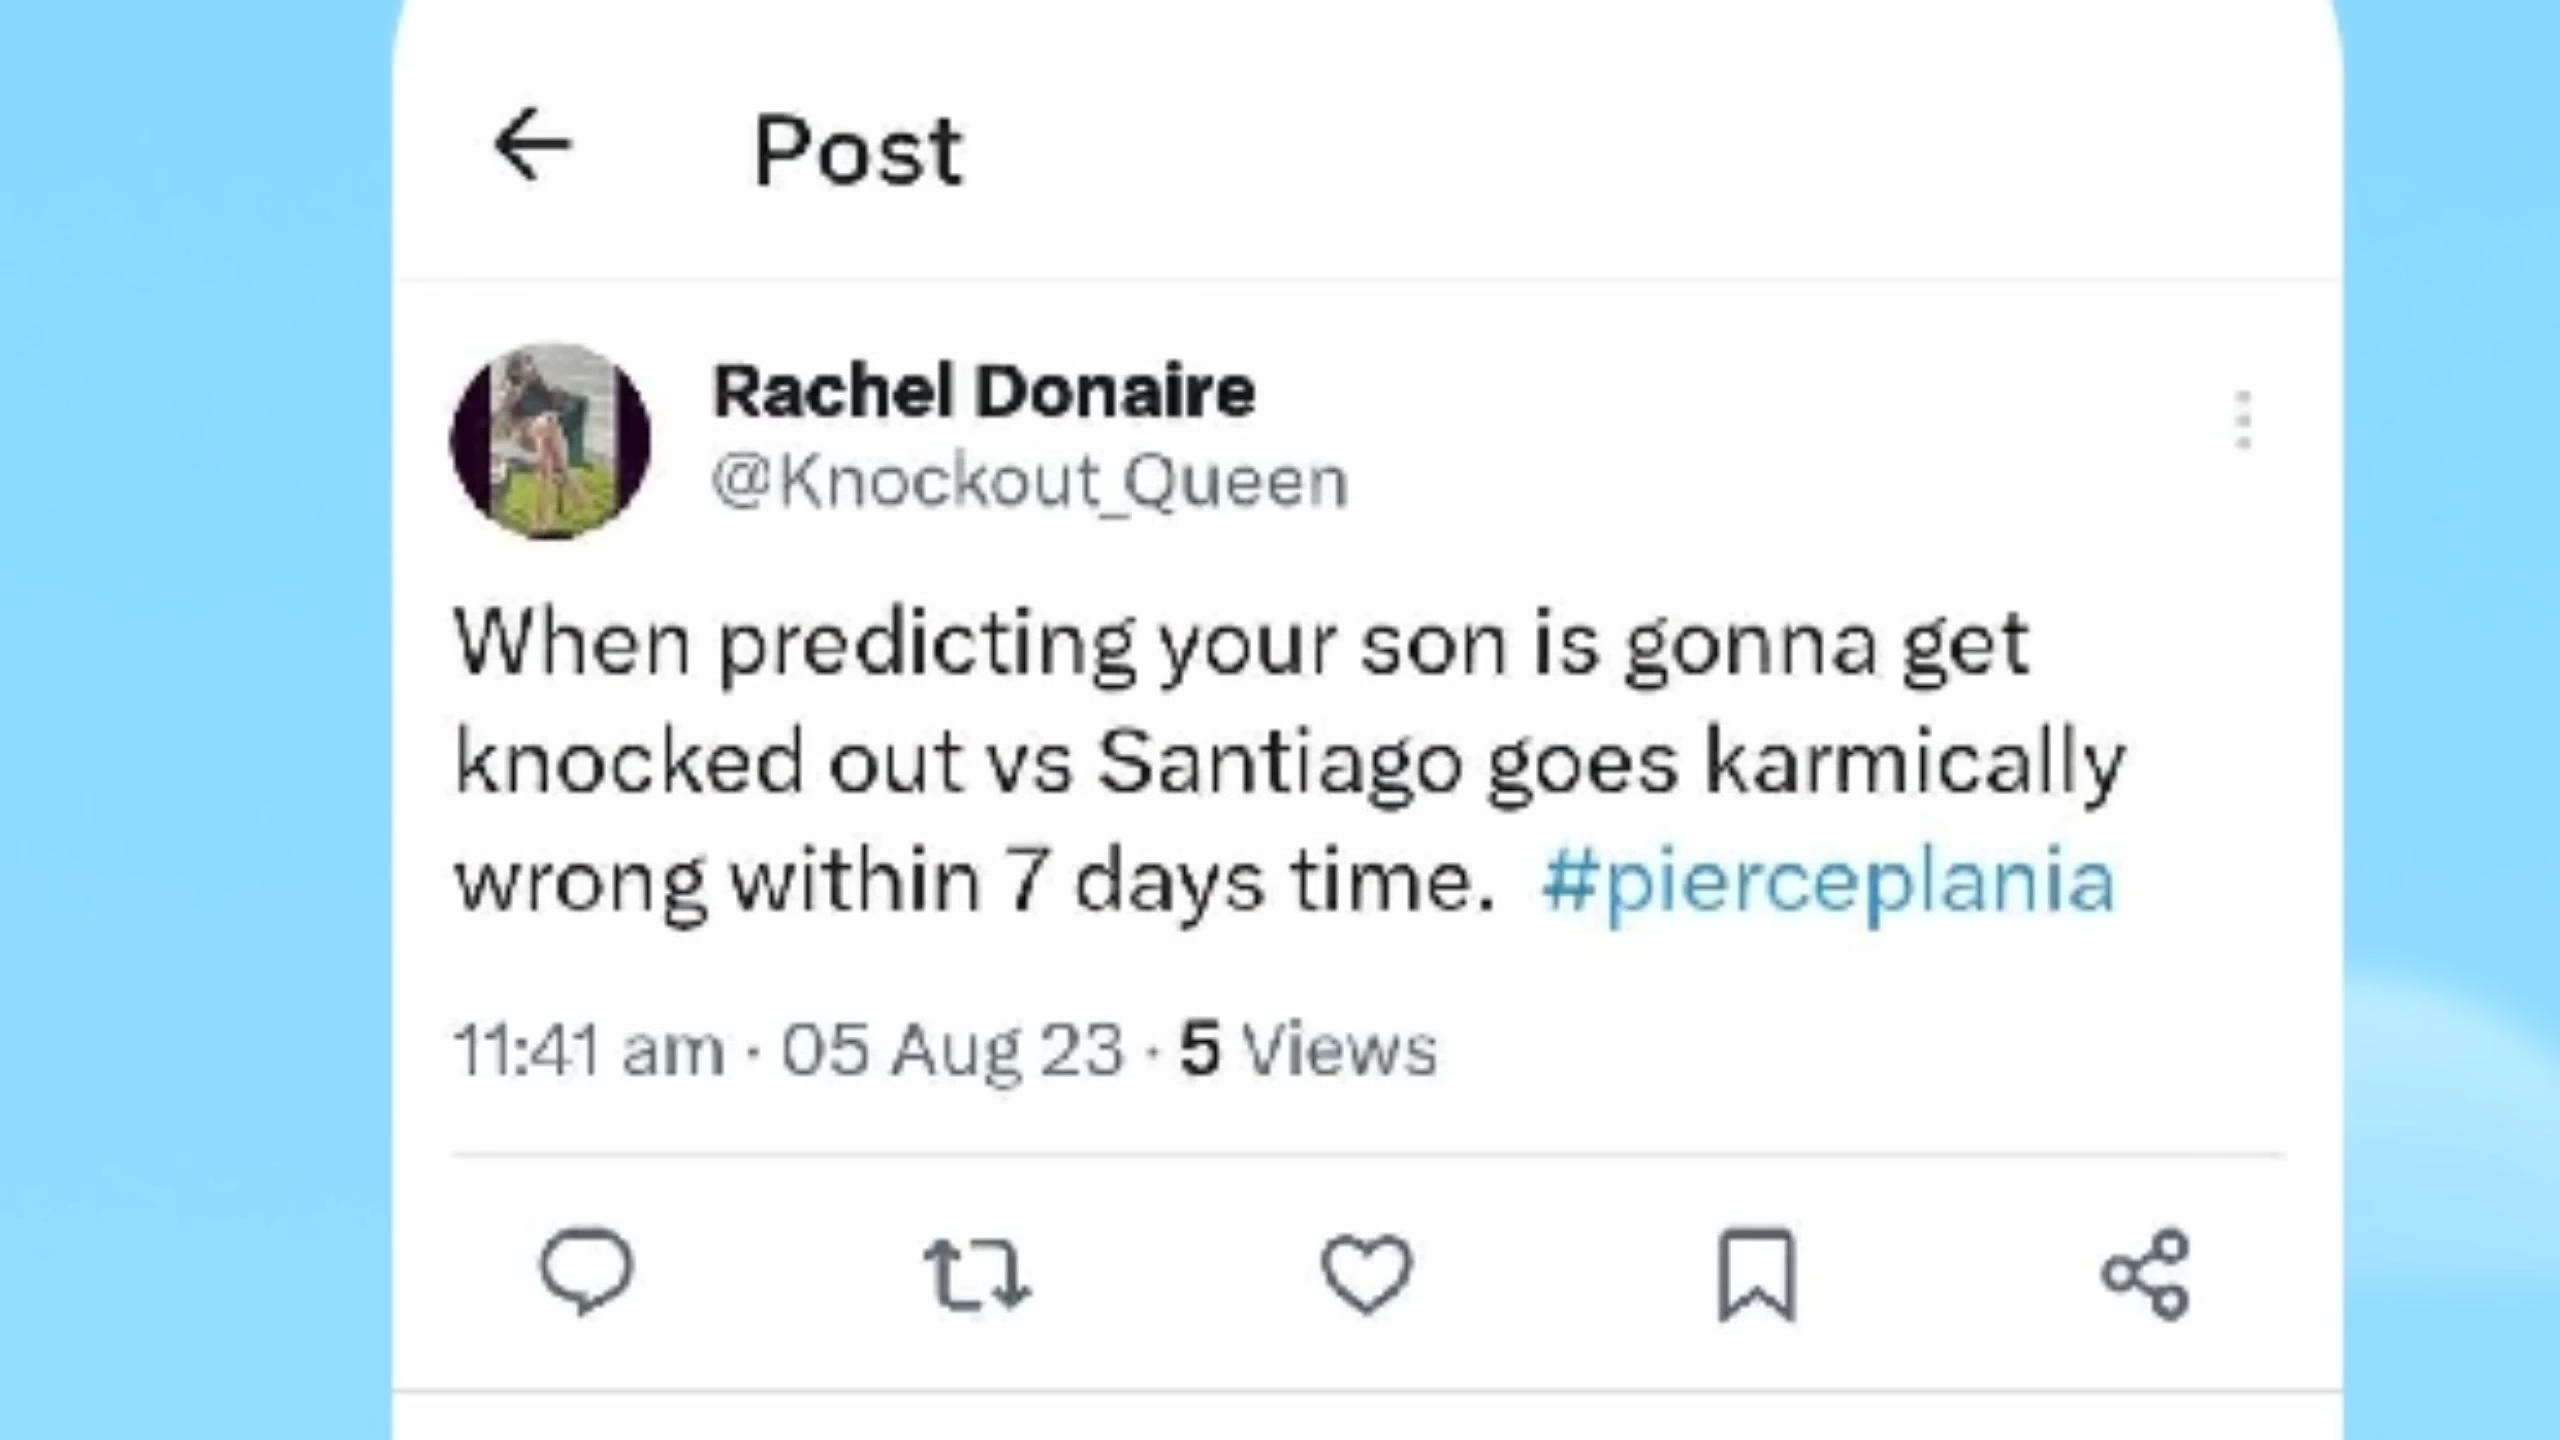 Post
Rachel Donaire
@Knockout_Queen
When predicting your son is gonna get
knocked out vs Santiago goes karmically
wrong within 7 days time. #pierceplania
11:41 am · 05 Aug 23 · 5 Views